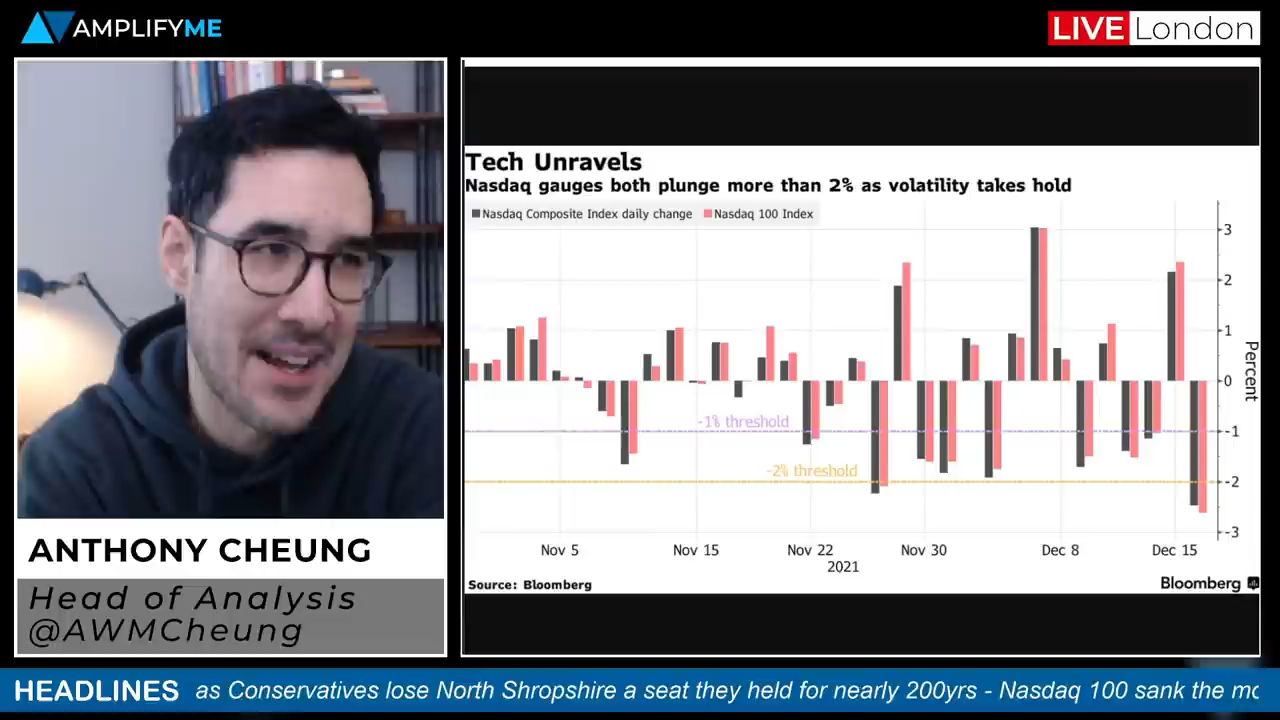 AMPLIFYME
LIVE London
Tech Unravels
Nasdaq gauges both plunge more than 2% as volatility takes hold
Nasdaq Composite Index daily change Nasdaq 100 Index
3
2
1
0
-1
-2
-3
Percent
-1% threshold
-2% threshold
Nov 5 Nov 15 Nov 22 Nov 30 Dec 8 Dec 15
2021
Source: Bloomberg
Bloomberg
ANTHONY CHEUNG
Head of Analysis
@AWMCheung
HEADLINES as Conservatives lose North Shropshire a seat they held for nearly 200yrs - Nasdaq 100 sank the